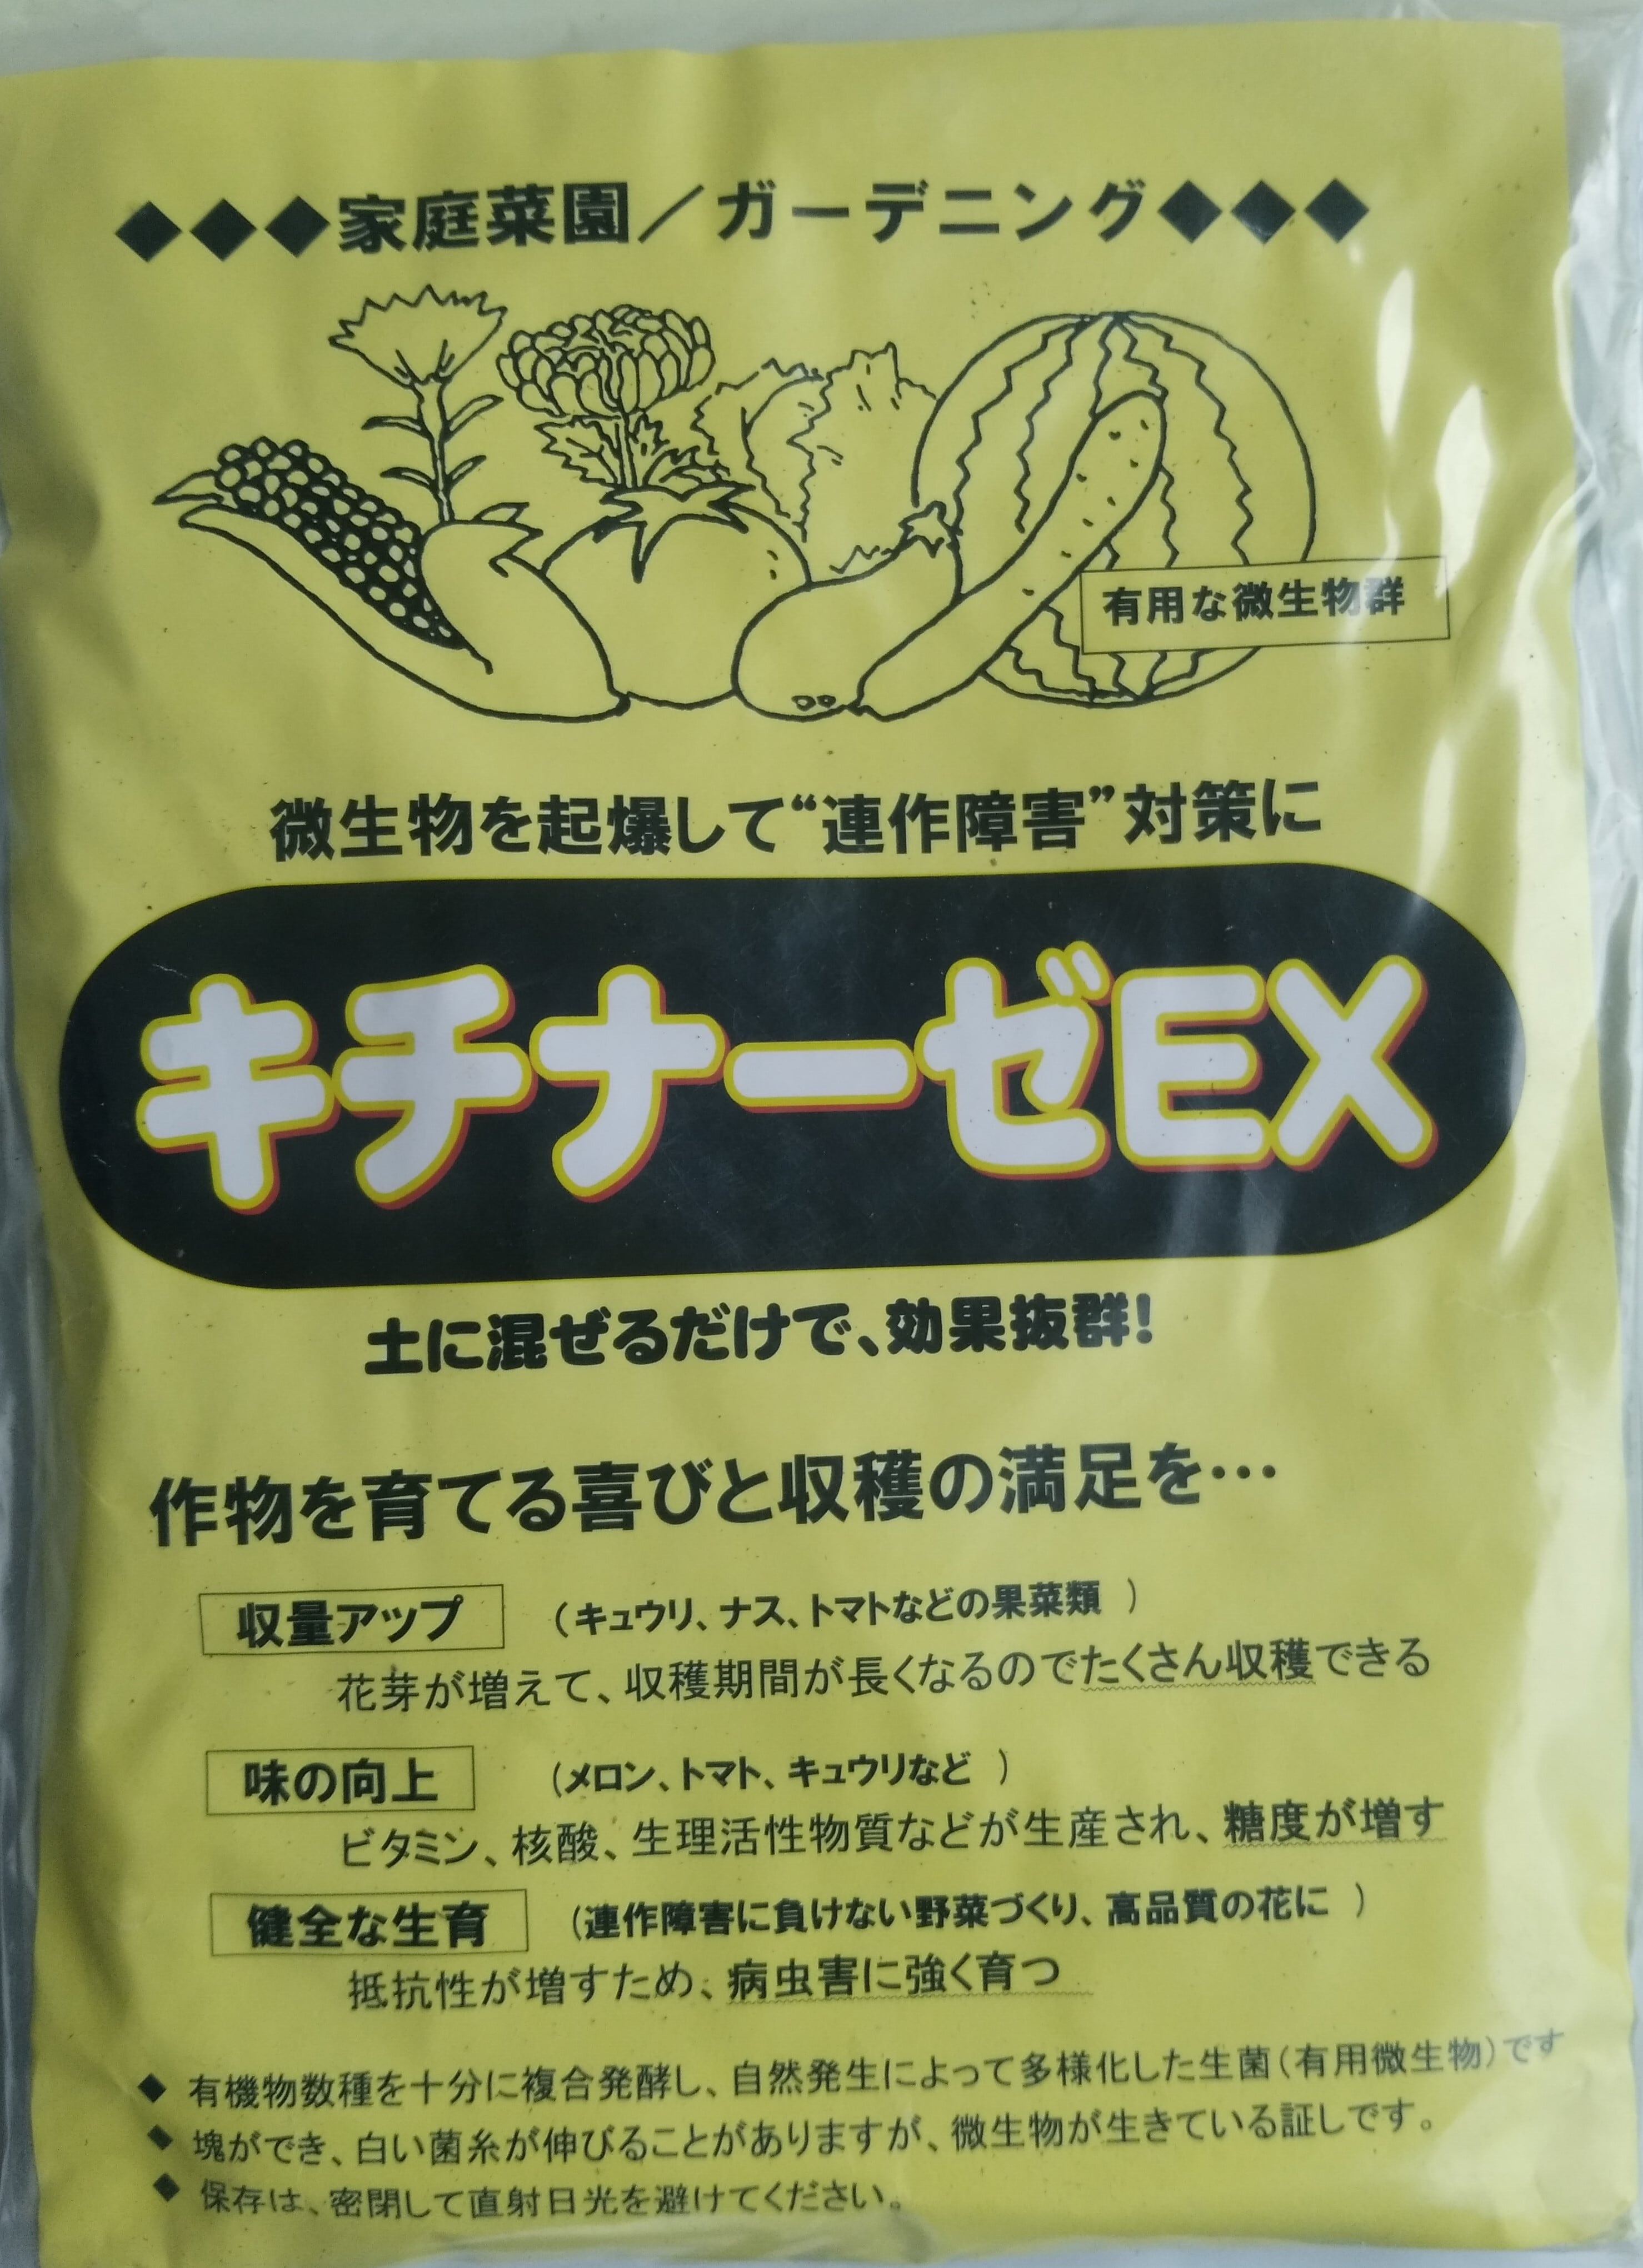 ◆◆◆家庭菜園／ガーデニング◆◆◆
有用な微生物群
微生物を起爆して“連作障害”対策に
キチナーゼEX
土に混ぜるだけで、効果抜群!
作物を育てる喜びと収穫の満足を…
収量アップ (キュウリ、ナス、トマトなどの果菜類 )
花芽が増えて、収穫期間が長くなるのでたくさん収穫できる
味の向上 (メロン、トマト、キュウリなど )
ビタミン、核酸、生理活性物質などが生産され、糖度が増す
健全な生育 (連作障害に負けない野菜づくり、高品質の花に )
抵抗性が増すため、病虫害に強く育つ
◆ 有機物数種を十分に複合発酵し、自然発生によって多様化した生菌(有用微生物)です
◆ 塊ができ、白い菌糸が伸びることがありますが、微生物が生きている証しです。
◆ 保存は、密閉して直射日光を避けてください。